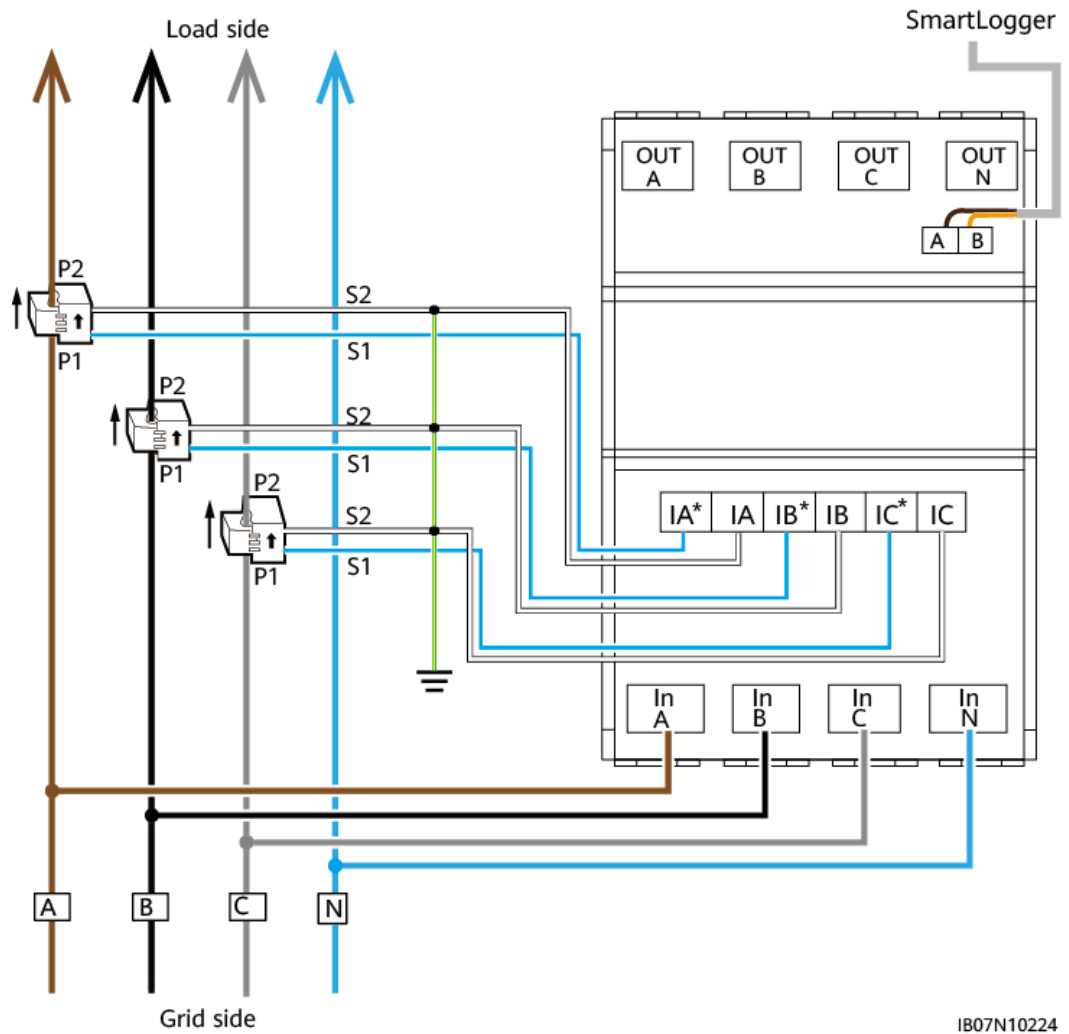 SmartLogger
Load side
OUT A
OUT B
OUT C
OUT N
A B
P2
P1
S2
S1
P2
P1
S2
S1
P2
P1
S2
S1
IA* IA IB* IB IC* IC
In A
In B
In C
In N
A
B
C
N
Grid side
IB07N10224